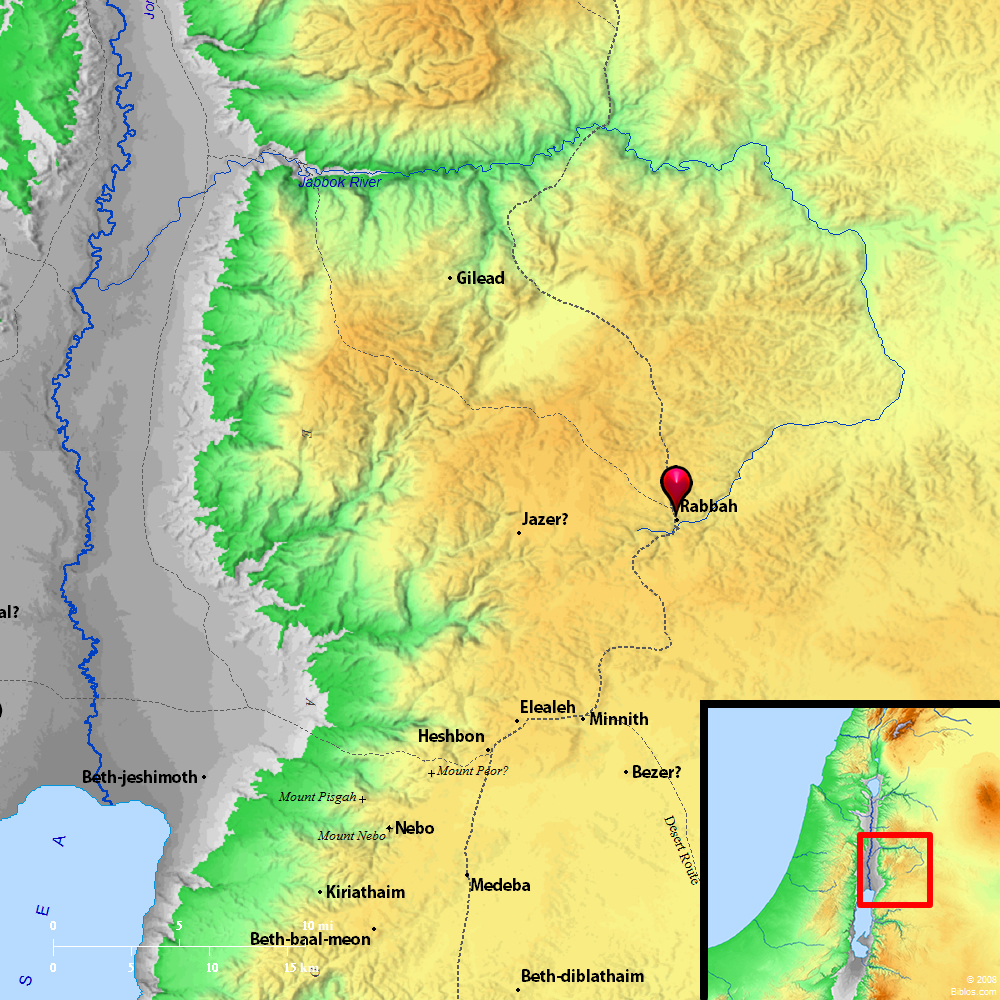 Jor
Jabbok River
Gilead
Rabbah
Jazer?
al?
Elealeh
Minnith
Heshbon
Mount Peor?
Bezer?
Beth-jeshimoth
Mount Pisgah
Nebo
Mount Nebo
Desert Route
S E A
Kiriathaim
Medeba
0 5 10 mi
Beth-baal-meon
0 5 10 15 km
Beth-diblathaim
Biblos.com